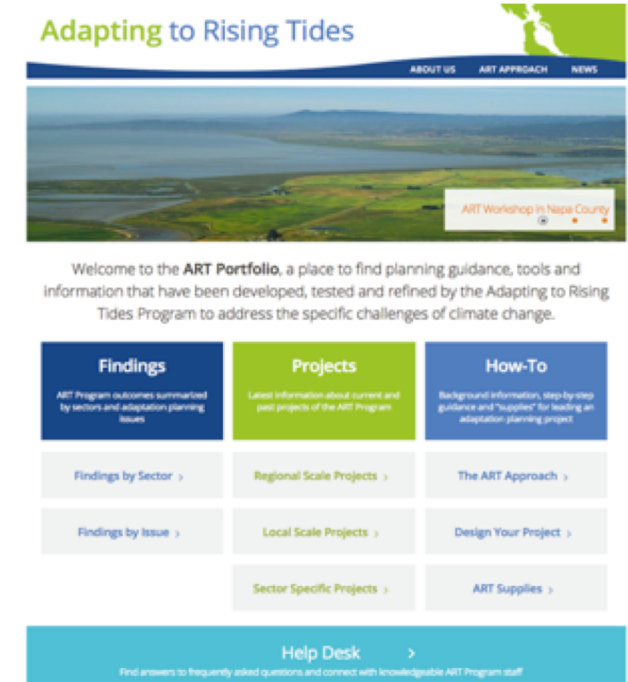 Adapting to Rising Tides
ABOUT US ART APPROACH NEWS
ART Workshop in Napa County
Welcome to the ART Portfolio, a place to find planning guidance, tools and
information that have been developed, tested and refined by the Adapting to Rising
Tides Program to address the specific challenges of climate change.
Findings
ART Program outcomes summarized
by sectors and adaptation planning
issues
Projects
Latest information about current and
past projects of the ART Program
How-To
Background information, step-by-step
guidance and "supplies" for leading an
adaptation planning project
Findings by Sector >
Regional Scale Projects >
The ART Approach >
Findings by Issue >
Local Scale Projects >
Design Your Project >
Sector Specific Projects >
ART Supplies >
Help Desk >
Find answers to frequently asked questions and connect with knowledgeable ART Program staff